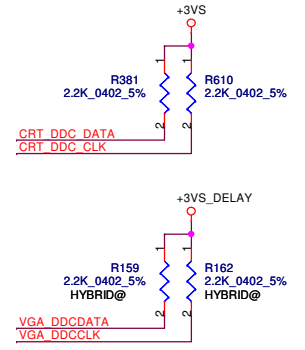 +3VS
1 1
R381 R610
2.2K_0402_5% 2.2K_0402_5%
2 2
CRT_DDC_DATA
CRT_DDC_CLK
+3VS_DELAY
1 1
R159 R162
2.2K_0402_5% 2.2K_0402_5%
HYBRID@ HYBRID@
2 2
VGA_DDCDATA
VGA_DDCCLK